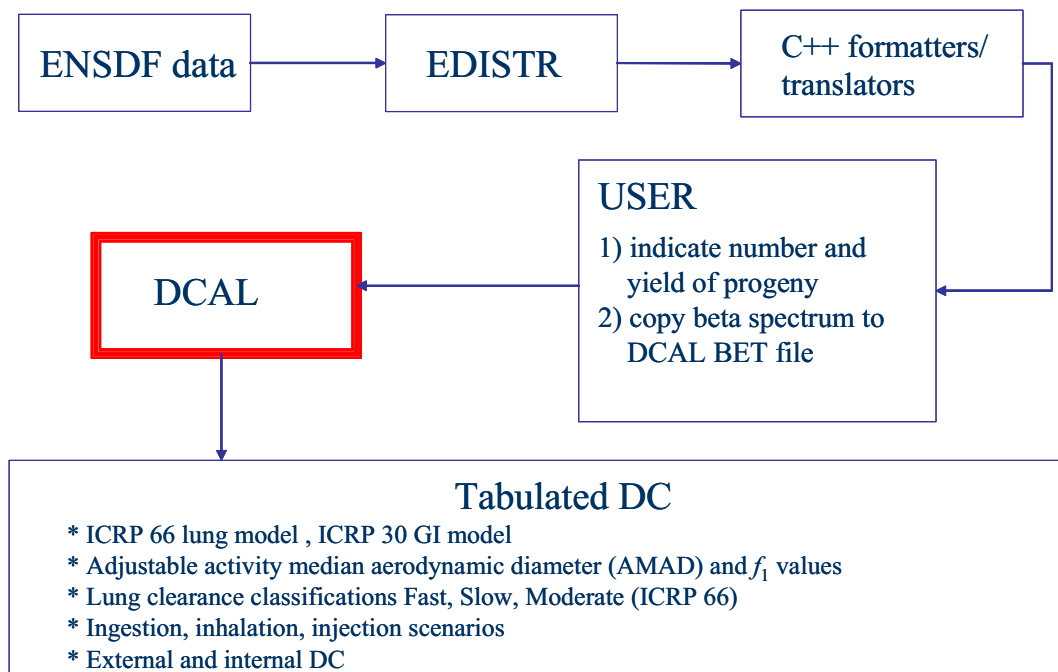 ENSDF data
EDISTR
C++ formatters/
translators
USER
1) indicate number and
yield of progeny
2) copy beta spectrum to
DCAL BET file
DCAL
Tabulated DC
* ICRP 66 lung model , ICRP 30 GI model
* Adjustable activity median aerodynamic diameter (AMAD) and f1 values
* Lung clearance classifications Fast, Slow, Moderate (ICRP 66)
* Ingestion, inhalation, injection scenarios
* External and internal DC